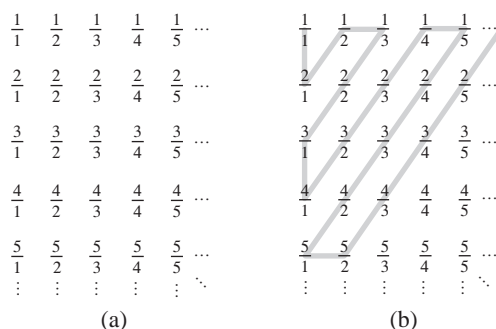 1/1 1/2 1/3 1/4 1/5 ...
2/1 2/2 2/3 2/4 2/5 ...
3/1 3/2 3/3 3/4 3/5 ...
4/1 4/2 4/3 4/4 4/5 ...
5/1 5/2 5/3 5/4 5/5 ...
⋮ ⋮ ⋮ ⋮ ⋮ ⋱
(a)
1/1 1/2 1/3 1/4 1/5 ...
2/1 2/2 2/3 2/4 2/5 ...
3/1 3/2 3/3 3/4 3/5 ...
4/1 4/2 4/3 4/4 4/5 ...
5/1 5/2 5/3 5/4 5/5 ...
⋮ ⋮ ⋮ ⋮ ⋮ ⋱
(b)